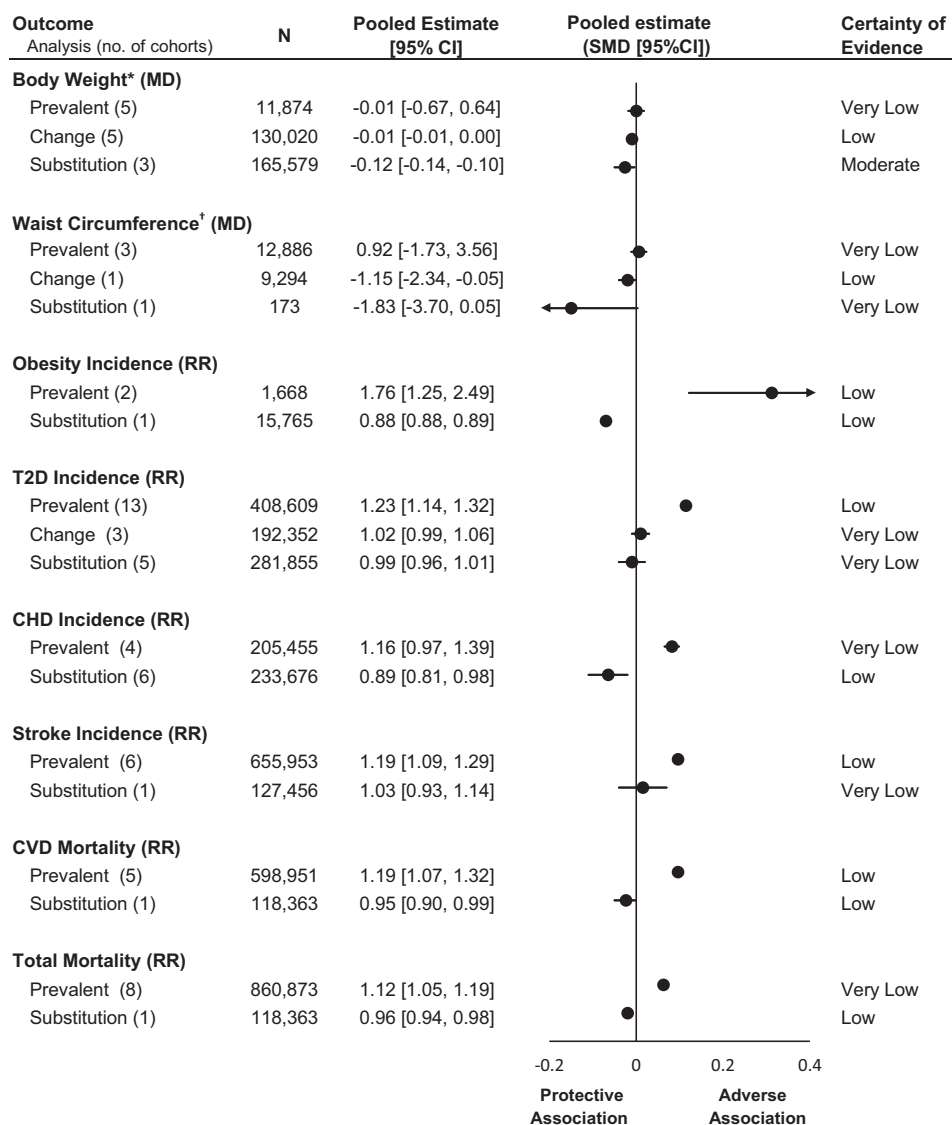 Outcome N Pooled Estimate Pooled estimate Certainty of
Analysis (no. of cohorts) [95% CI] (SMD [95%CI]) Evidence
Body Weight* (MD)
Prevalent (5) 11,874 -0.01 [-0.67, 0.64] Very Low
Change (5) 130,020 -0.01 [-0.01, 0.00] Low
Substitution (3) 165,579 -0.12 [-0.14, -0.10] Moderate
Waist Circumference† (MD)
Prevalent (3) 12,886 0.92 [-1.73, 3.56] Very Low
Change (1) 9,294 -1.15 [-2.34, -0.05] Low
Substitution (1) 173 -1.83 [-3.70, 0.05] Very Low
Obesity Incidence (RR)
Prevalent (2) 1,668 1.76 [1.25, 2.49] Low
Substitution (1) 15,765 0.88 [0.88, 0.89] Low
T2D Incidence (RR)
Prevalent (13) 408,609 1.23 [1.14, 1.32] Low
Change (3) 192,352 1.02 [0.99, 1.06] Very Low
Substitution (5) 281,855 0.99 [0.96, 1.01] Very Low
CHD Incidence (RR)
Prevalent (4) 205,455 1.16 [0.97, 1.39] Very Low
Substitution (6) 233,676 0.89 [0.81, 0.98] Low
Stroke Incidence (RR)
Prevalent (6) 655,953 1.19 [1.09, 1.29] Low
Substitution (1) 127,456 1.03 [0.93, 1.14] Very Low
CVD Mortality (RR)
Prevalent (5) 598,951 1.19 [1.07, 1.32] Low
Substitution (1) 118,363 0.95 [0.90, 0.99] Low
Total Mortality (RR)
Prevalent (8) 860,873 1.12 [1.05, 1.19] Very Low
Substitution (1) 118,363 0.96 [0.94, 0.98] Low
-0.2 0 0.2 0.4
Protective Adverse
Association Association